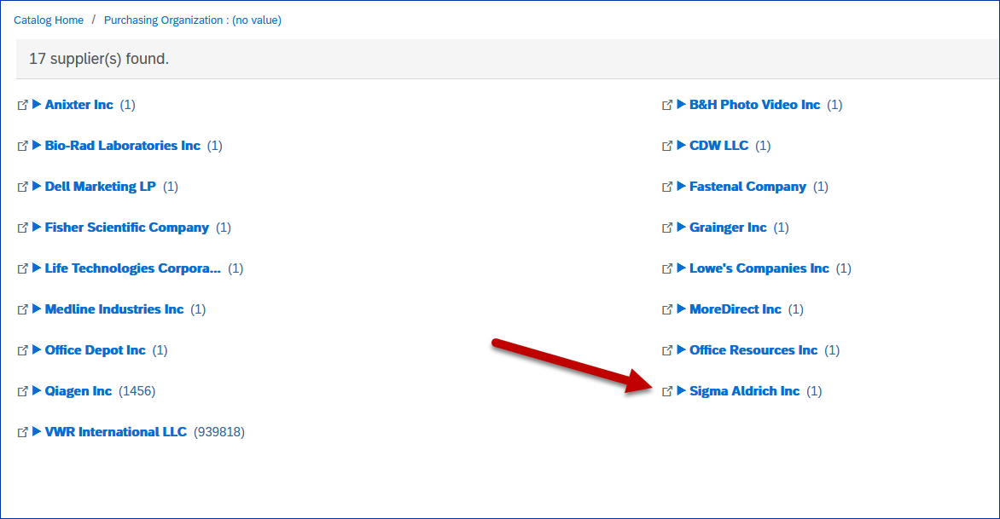 Catalog Home / Purchasing Organization : (no value)
17 supplier(s) found.
Anixter Inc (1)
B&H Photo Video Inc (1)
Bio-Rad Laboratories Inc (1)
CDW LLC (1)
Dell Marketing LP (1)
Fastenal Company (1)
Fisher Scientific Company (1)
Grainger Inc (1)
Life Technologies Corpora... (1)
Lowe's Companies Inc (1)
Medline Industries Inc (1)
MoreDirect Inc (1)
Office Depot Inc (1)
Office Resources Inc (1)
Qiagen Inc (1456)
Sigma Aldrich Inc (1)
VWR International LLC (939818)